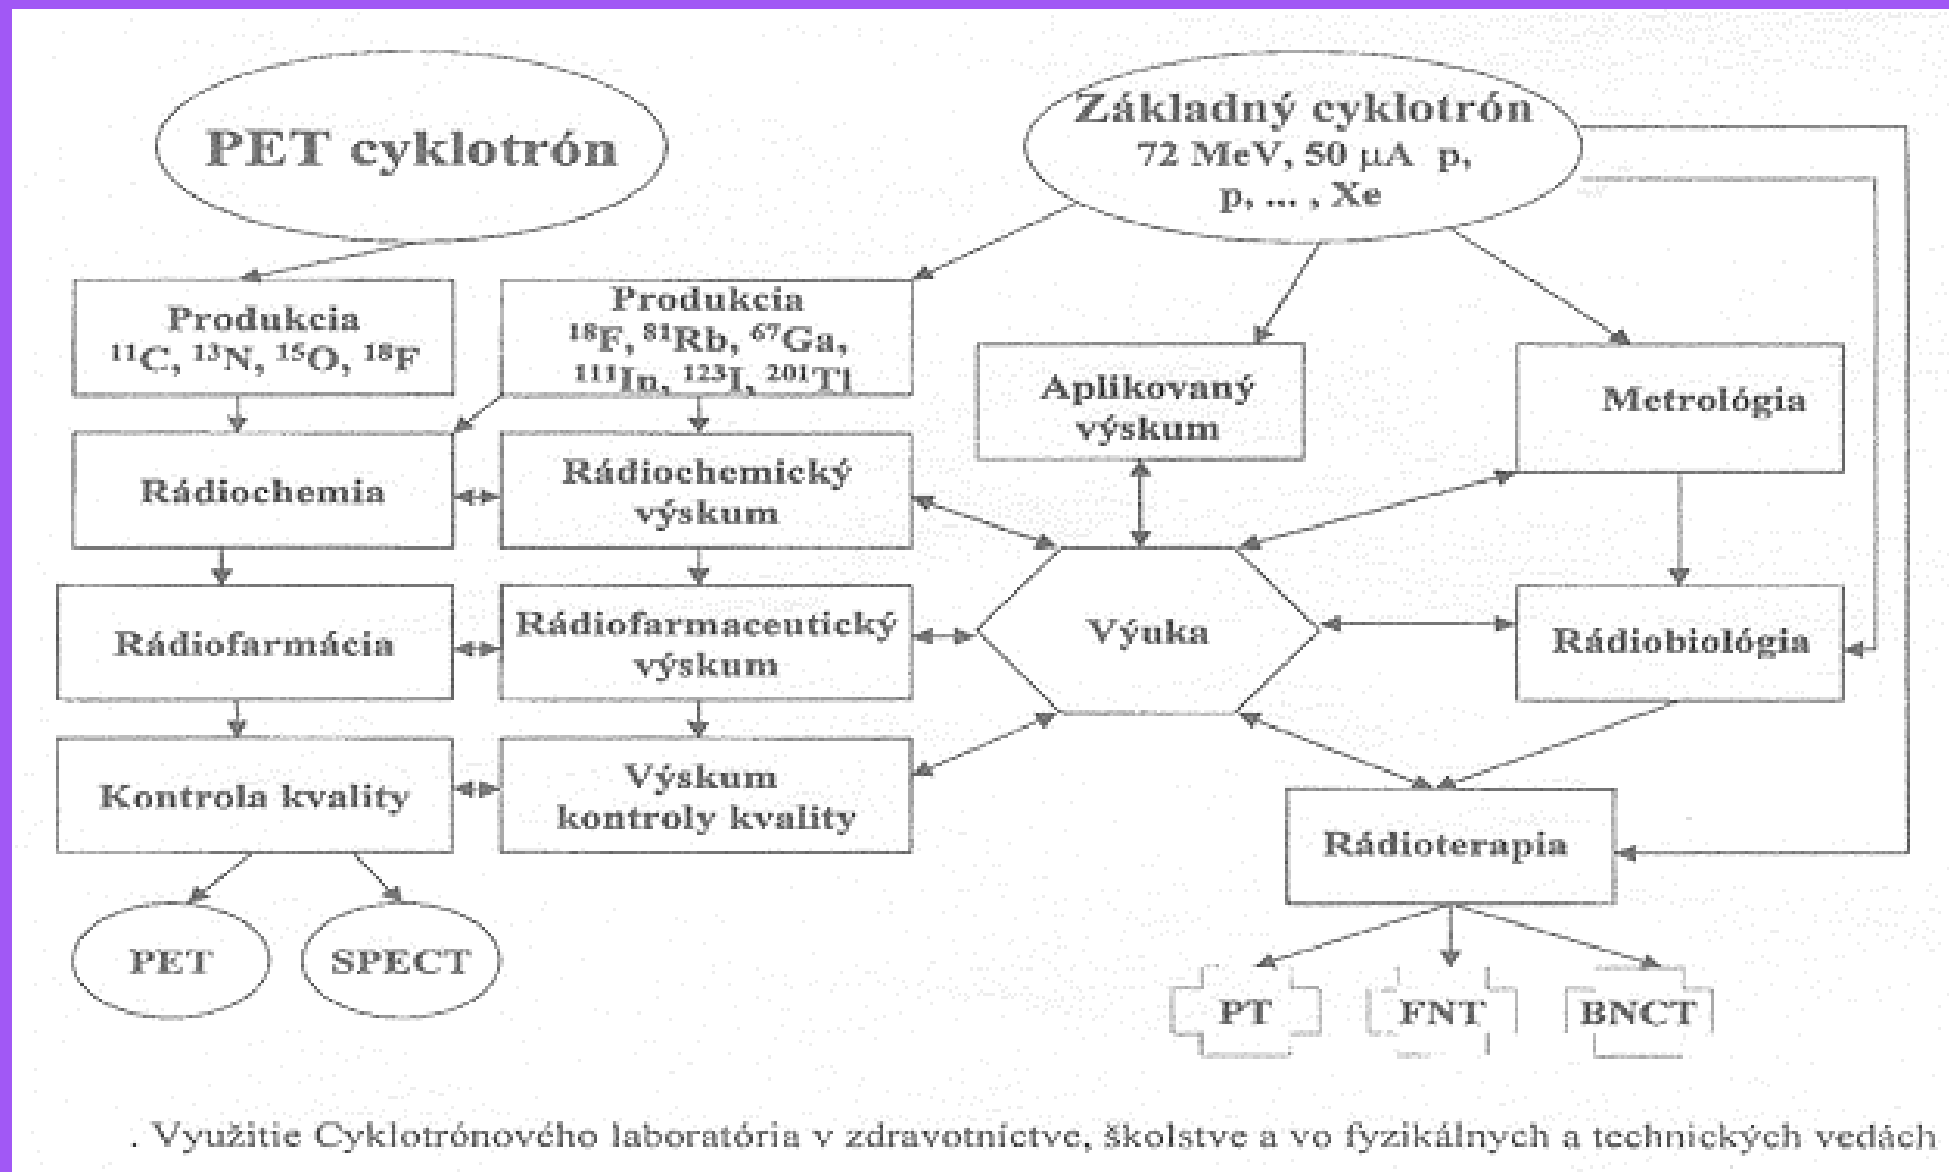 PET cyklotrón
Základný cyklotrón
72 MeV, 50 µA p,
p, ... , Xe
Produkcia
¹¹C, ¹³N, ¹⁵O, ¹⁸F
Produkcia
¹⁸F, ⁸¹Rb, ⁶⁷Ga,
¹¹¹In, ¹²³I, ²⁰¹Tl
Aplikovaný
výskum
Metrológia
Rádiochemia
Rádiochemický
výskum
Rádiofarmácia
Rádiofarmaceutický
výskum
Výuka
Rádiobiológia
Kontrola kvality
Výskum
kontroly kvality
Rádioterapia
PET
SPECT
PT
FNT
BNCT
. Využitie Cyklotrónového laboratória v zdravotníctve, školstve a vo fyzikálnych a technických vedách